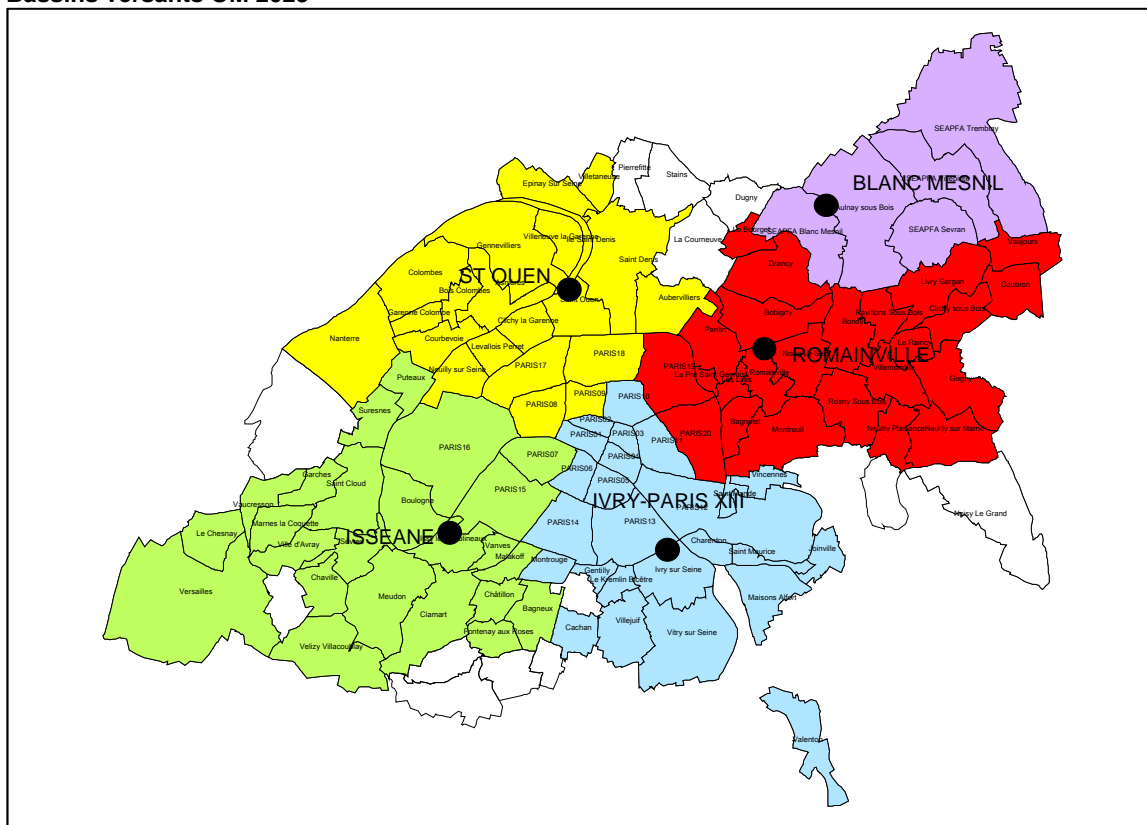 SEAPFA Tremblay
Pierrefitte
Stains
Villetaneuse
Epinay Sur Seine
BLANC MESNIL
Dugny
Aulnay sous Bois
Le Bourget
SEAPFA Blanc Mesnil
SEAPFA Sevran
Villeneuve la Garenne
Ile Saint Denis
Gennevilliers
La Courneuve
Vaujours
Saint Denis
Drancy
Colombes
ST OUEN
Livry Gargan
Coubron
Bois Colombes
Saint Ouen
Aubervilliers
Garenne Colombe
Bobigny
Pavillons Sous Bois
Clichy sous Bois
Clichy la Garenne
Pantin
Bondy
Nanterre
Courbevoie
Levallois Perret
Le Raincy
ROMAINVILLE
PARIS18
PARIS17
PARIS19
Villemomble
Neuilly sur Seine
Le Pré Saint Gervais
Romainville
Les Lilas
Puteaux
Gagny
PARIS09
PARIS10
Suresnes
PARIS08
Rosny Sous Bois
PARIS02
Bagnolet
Montreuil
Neuilly Plaisance
Neuilly sur Marne
PARIS01
PARIS03
PARIS11
PARIS20
PARIS16
PARIS07
PARIS04
PARIS06
Garches
Saint Cloud
PARIS05
Vincennes
PARIS15
Boulogne
Saint Mande
Vaucresson
IVRY-PARIS XIII
PARIS12
Noisy Le Grand
Marnes la Coquette
PARIS14
PARIS13
Le Chesnay
ISSEANE
Ville d'Avray
Sèvres
Vanves
Charenton
Malakoff
Saint Maurice
Joinville
Montrouge
Gentilly
Ivry sur Seine
Chaville
Le Kremlin Bicêtre
Versailles
Meudon
Châtillon
Maisons Alfort
Clamart
Bagneux
Villejuif
Cachan
Fontenay aux Roses
Vitry sur Seine
Velizy Villacoublay
Valenton